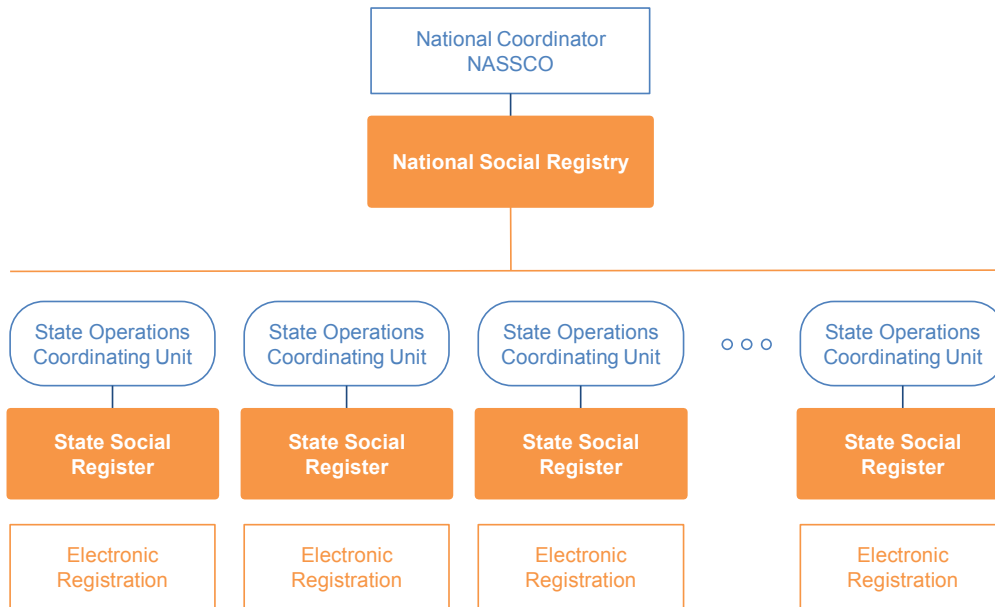 National Coordinator
NASSCO
National Social Registry
State Operations
Coordinating Unit
State Operations
Coordinating Unit
State Operations
Coordinating Unit
State Operations
Coordinating Unit
State Social
Register
State Social
Register
State Social
Register
State Social
Register
Electronic
Registration
Electronic
Registration
Electronic
Registration
Electronic
Registration